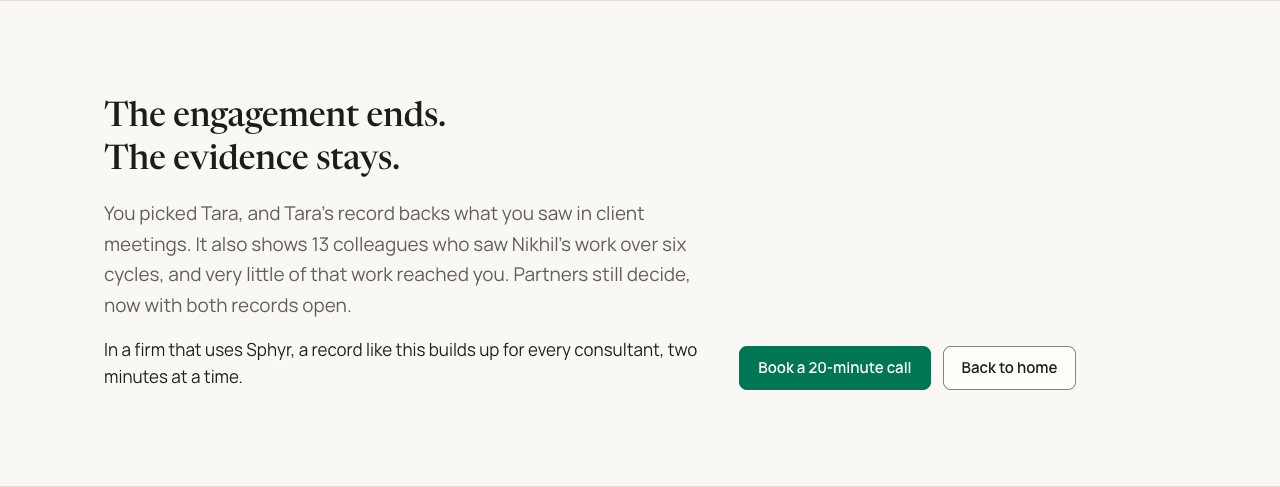 The engagement ends.
The evidence stays.
You picked Tara, and Tara’s record backs what you saw in client
meetings. It also shows 13 colleagues who saw Nikhil’s work over six
cycles, and very little of that work reached you. Partners still decide,
now with both records open.
In a firm that uses Sphyr, a record like this builds up for every consultant, two
minutes at a time.
Book a 20-minute call
Back to home